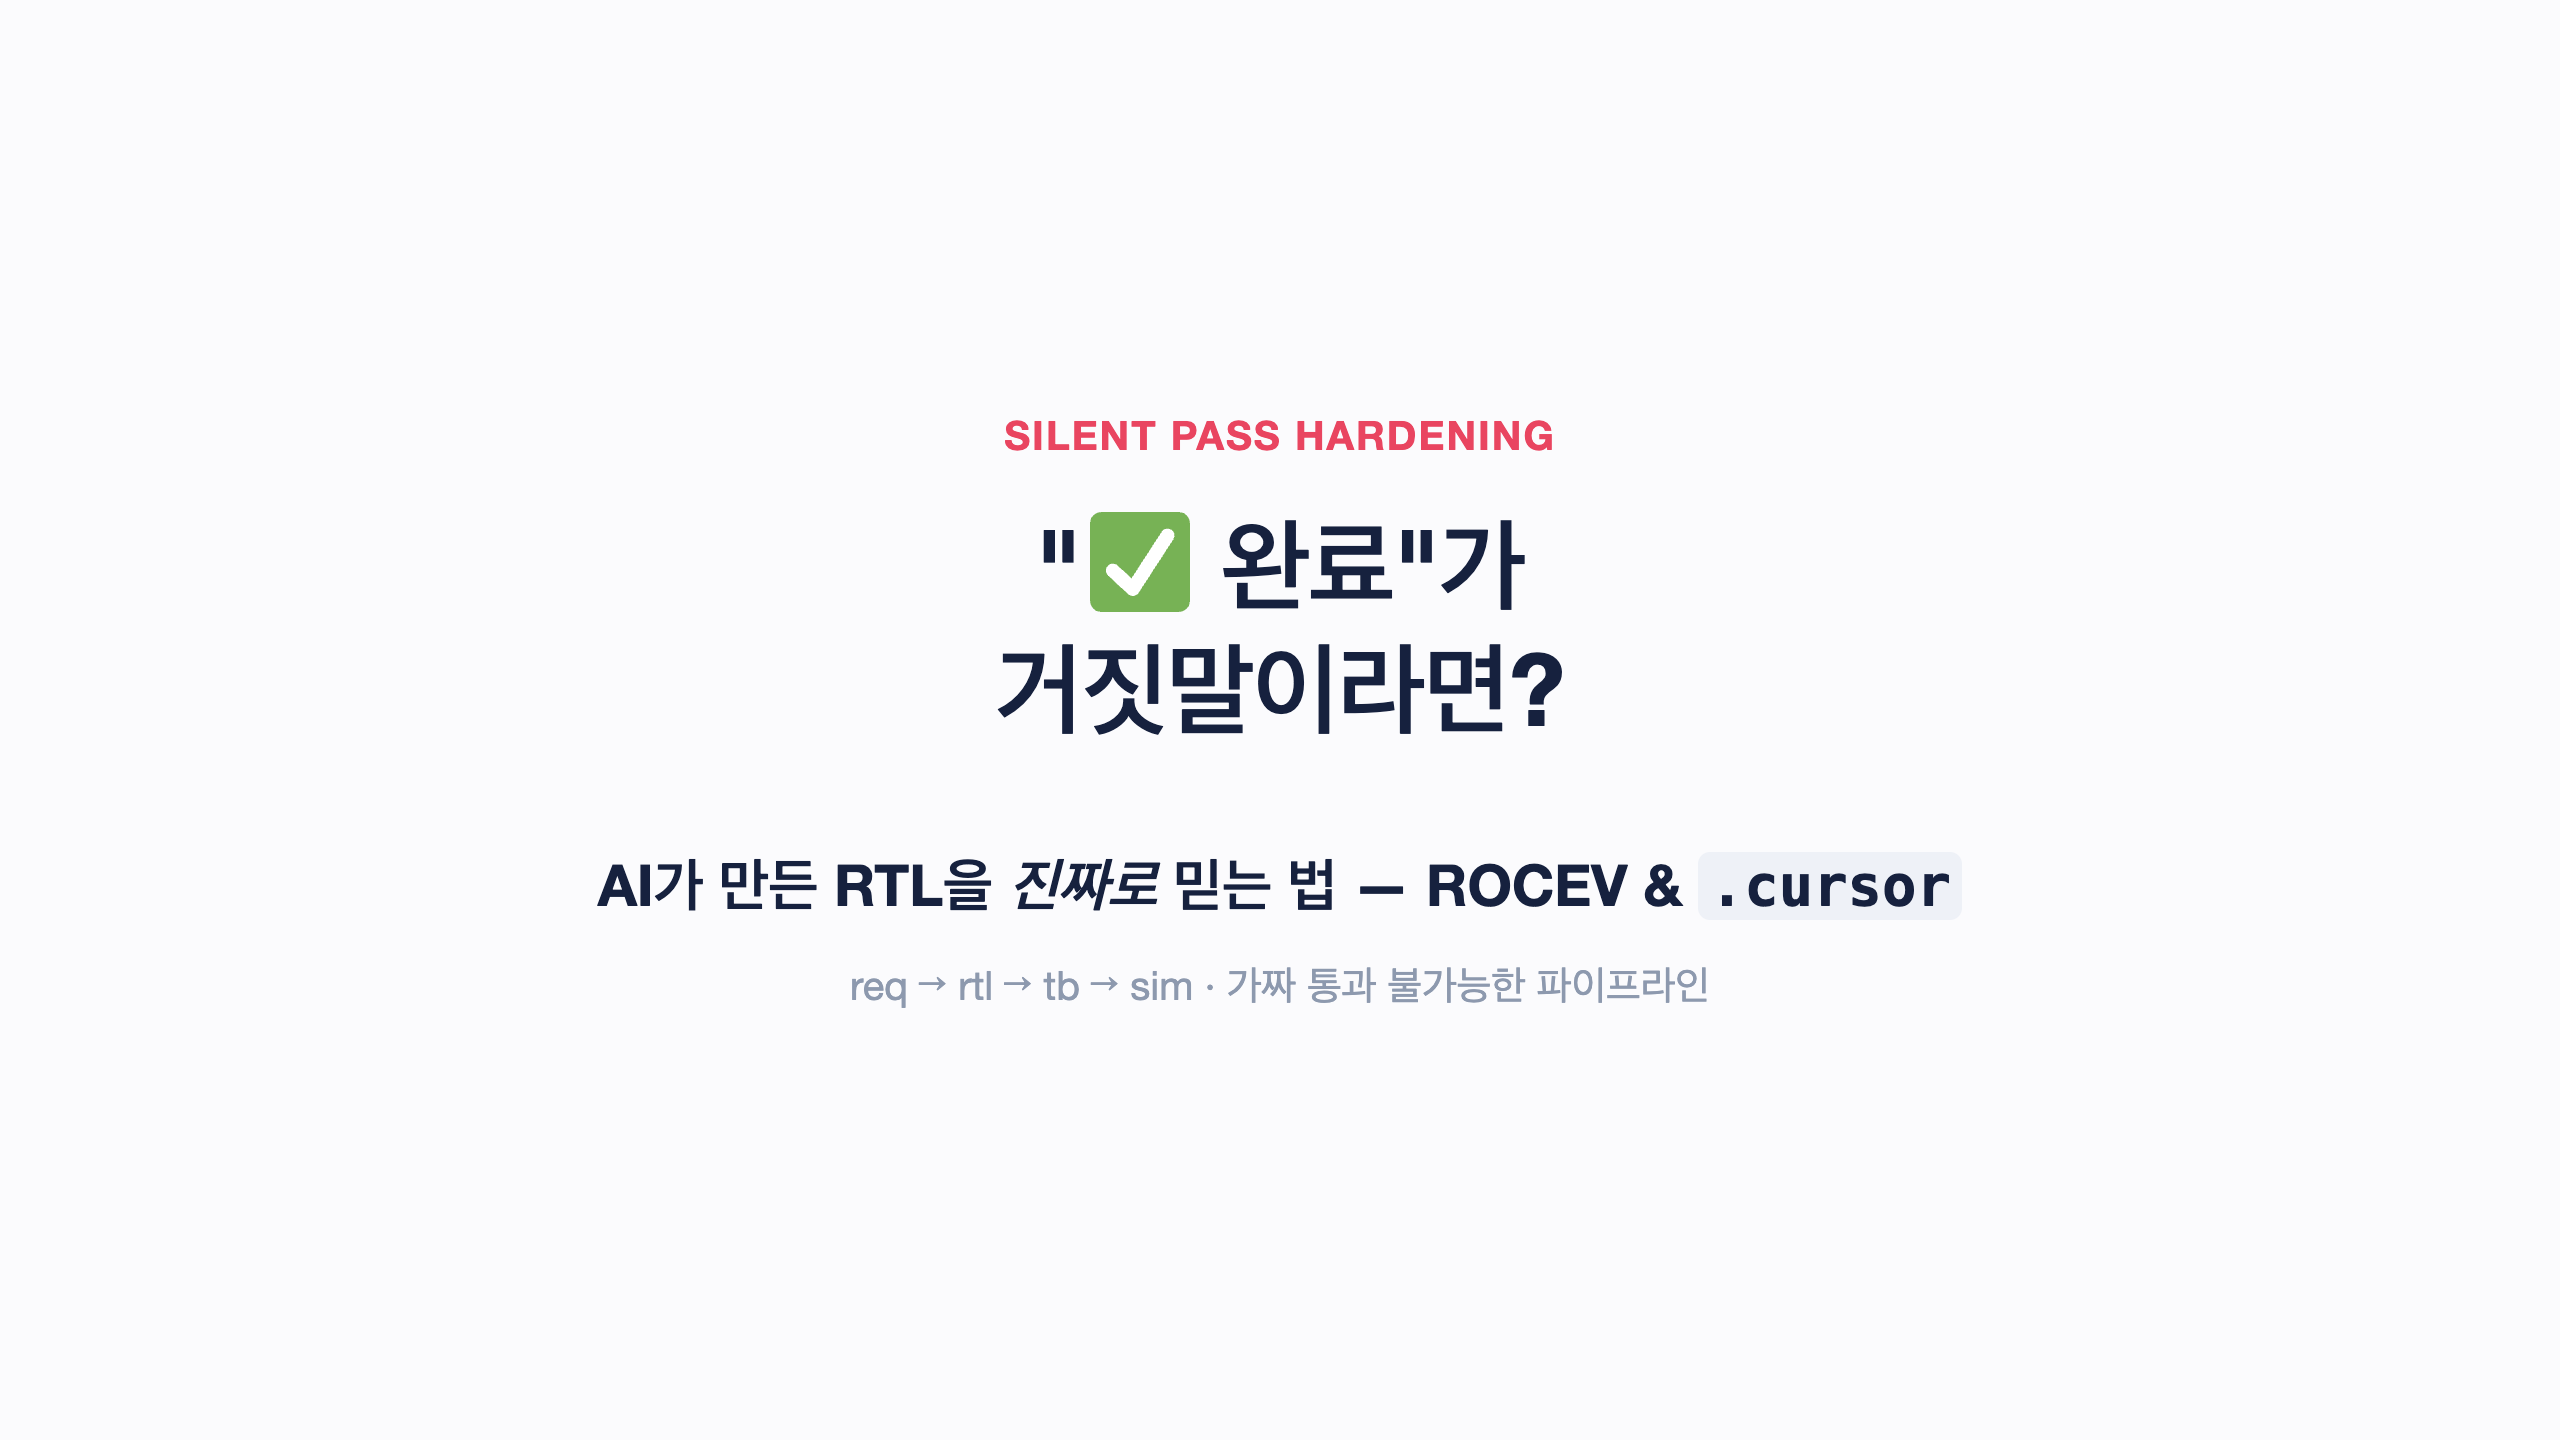 SILENT PASS HARDENING
"✅ 완료"가
거짓말이라면?
AI가 만든 RTL을 진짜로 믿는 법 — ROCEV & .cursor
req → rtl → tb → sim · 가짜 통과 불가능한 파이프라인